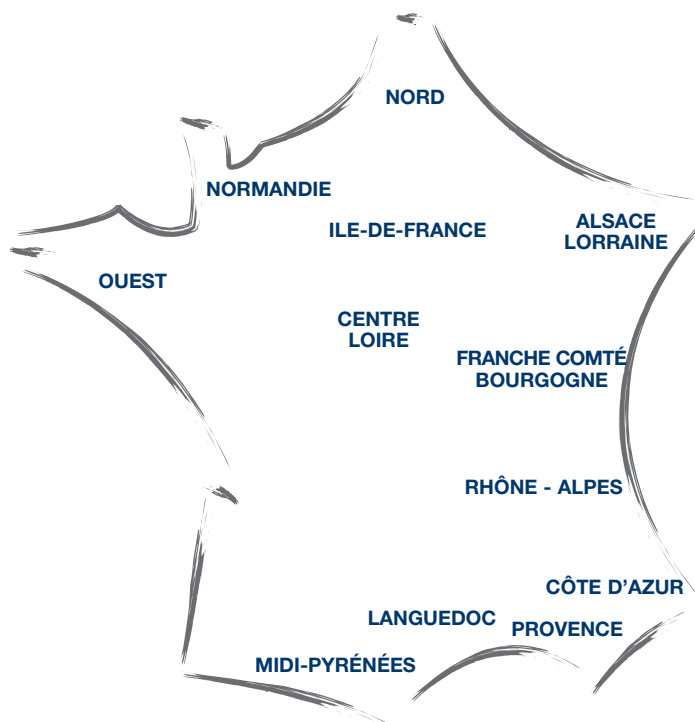 NORD
NORMANDIE
ILE-DE-FRANCE
ALSACE
LORRAINE
OUEST
CENTRE
LOIRE
FRANCHE COMTÉ
BOURGOGNE
RHÔNE - ALPES
CÔTE D’AZUR
LANGUEDOC
PROVENCE
MIDI-PYRÉNÉES